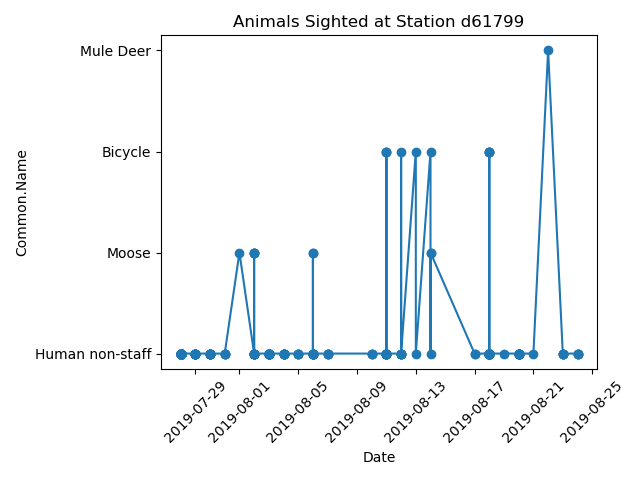 Animals Sighted at Station d61799
Mule Deer
Bicycle
Moose
Human non-staff
Common.Name
2019-07-29
2019-08-01
2019-08-05
2019-08-09
2019-08-13
2019-08-17
2019-08-21
2019-08-25
Date